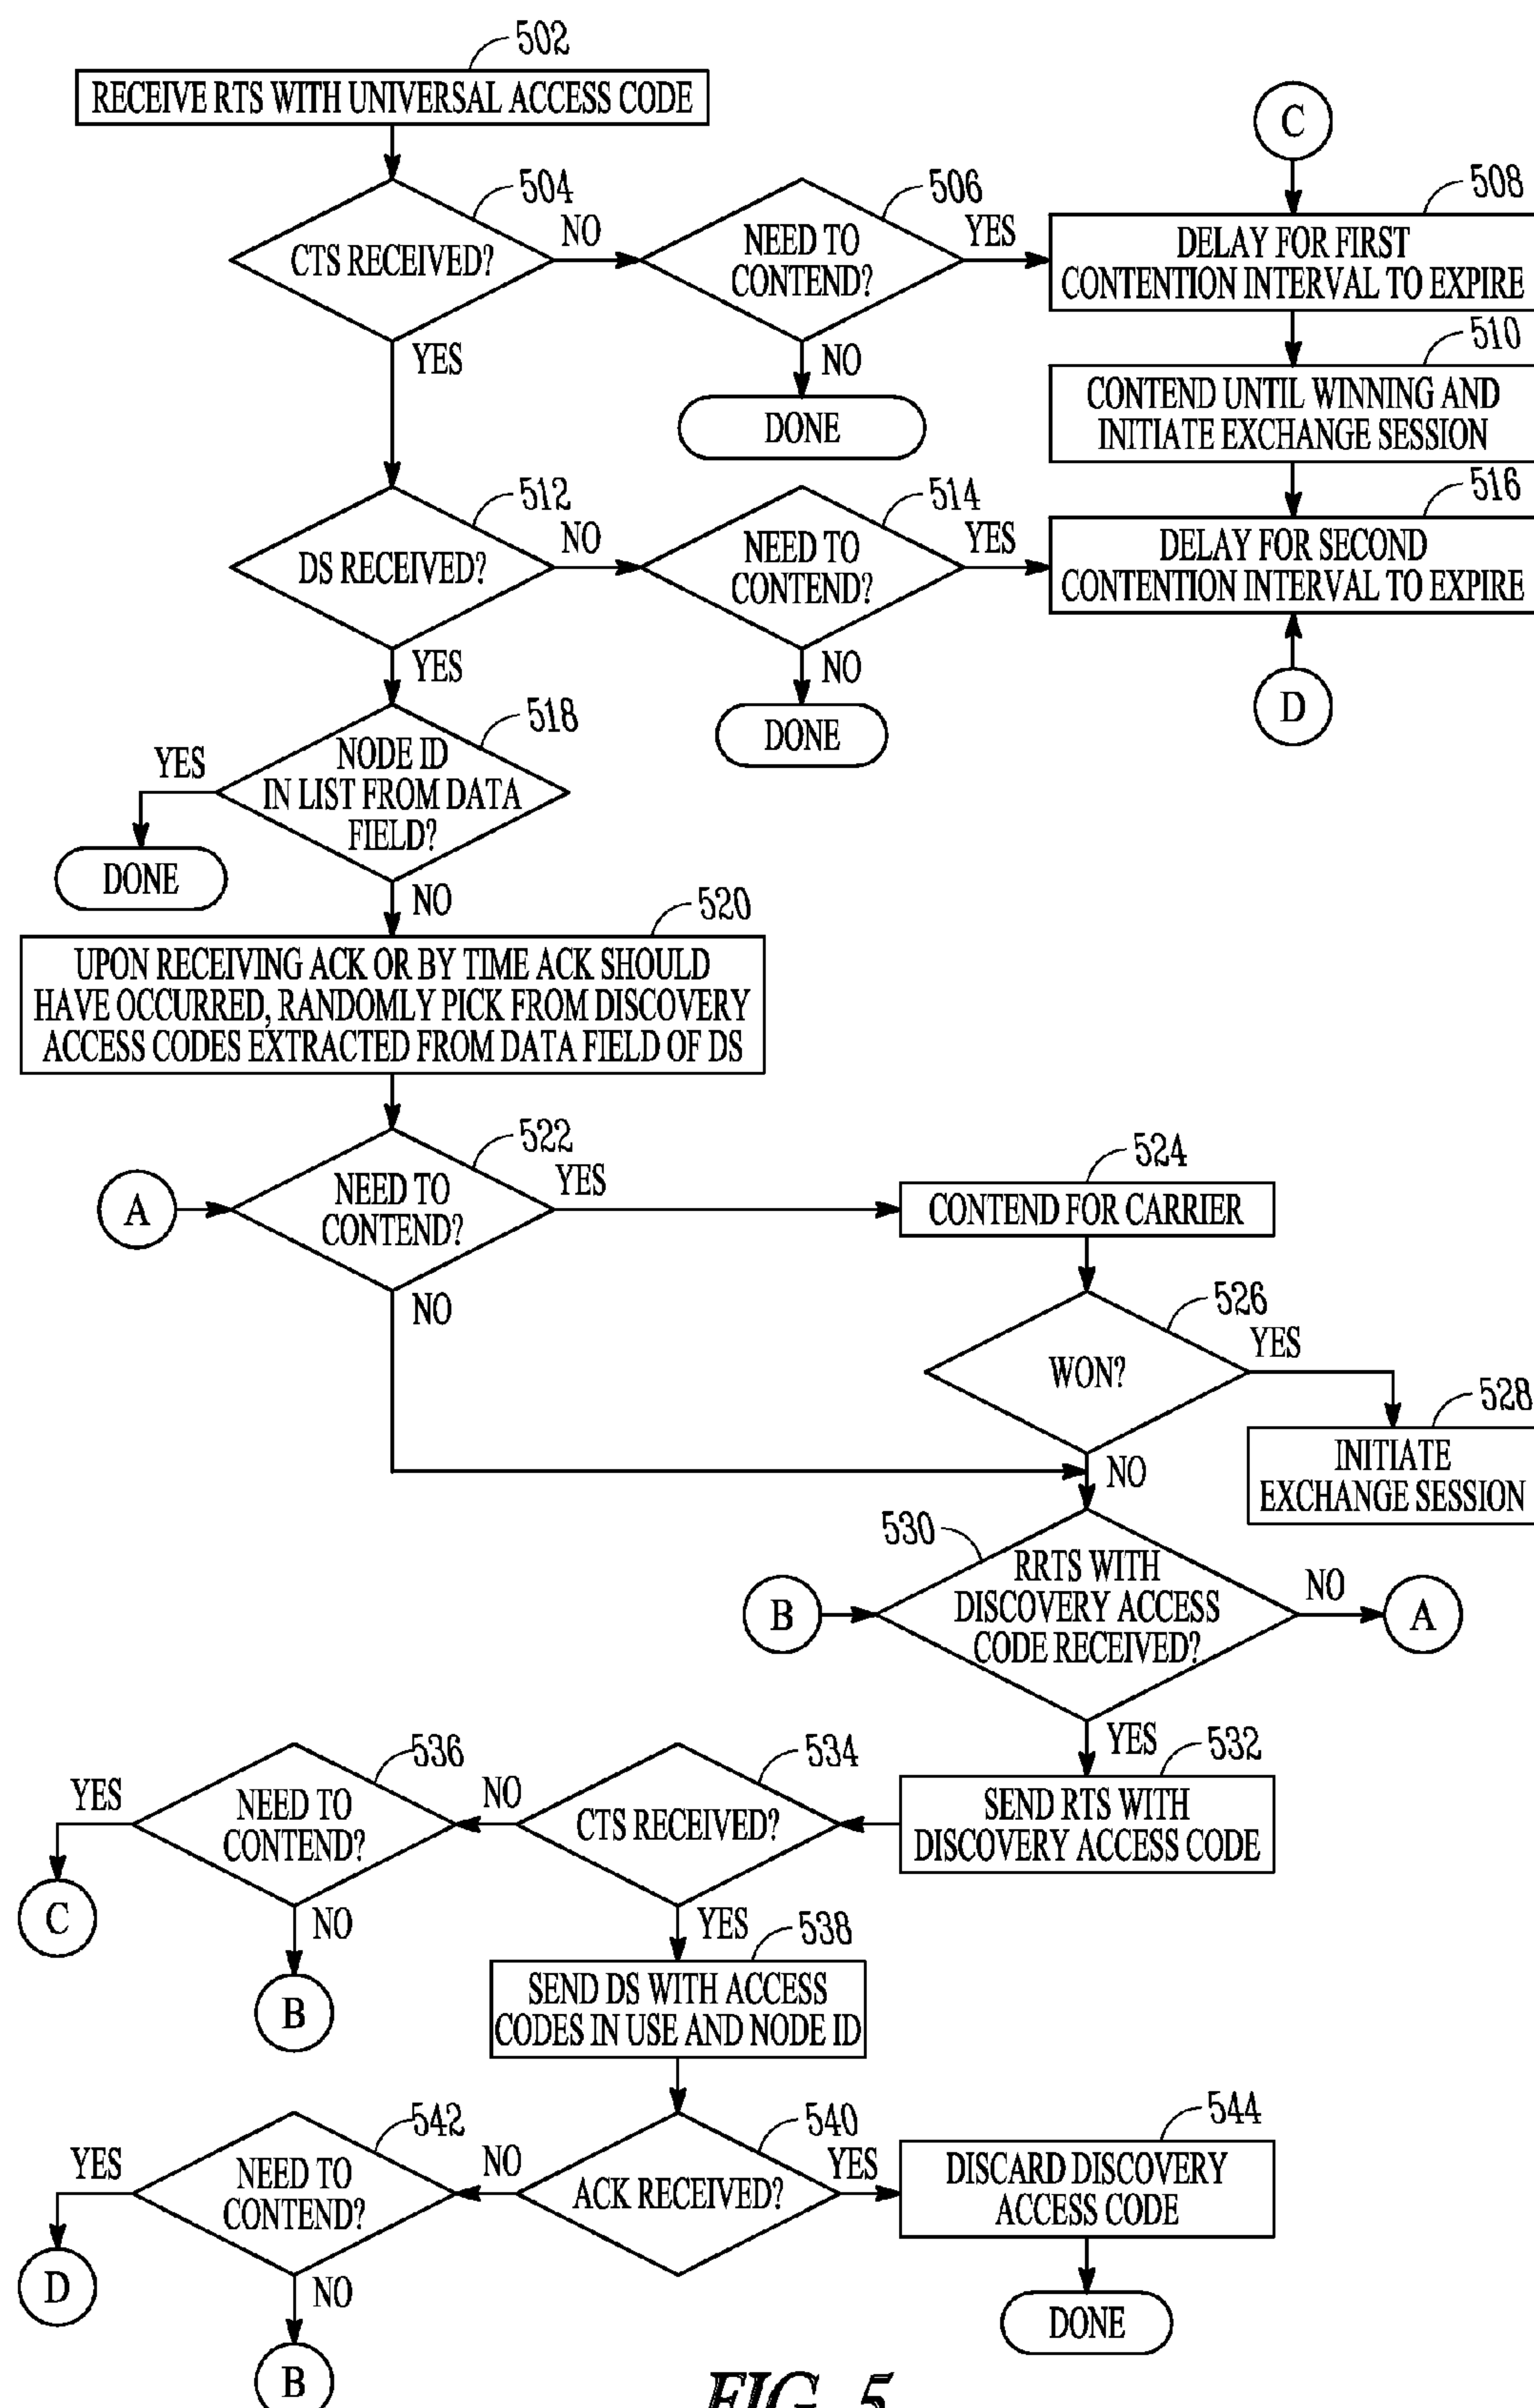 502
RECEIVE RTS WITH UNIVERSAL ACCESS CODE
C
504
CTS RECEIVED?
NO
YES
506
NEED TO
CONTEND?
YES
NO
DONE
508
DELAY FOR FIRST
CONTENTION INTERVAL TO EXPIRE
510
CONTEND UNTIL WINNING AND
INITIATE EXCHANGE SESSION
512
DS RECEIVED?
NO
YES
514
NEED TO
CONTEND?
YES
NO
DONE
516
DELAY FOR SECOND
CONTENTION INTERVAL TO EXPIRE
D
518
NODE ID
IN LIST FROM DATA
FIELD?
YES
DONE
NO
520
UPON RECEIVING ACK OR BY TIME ACK SHOULD
HAVE OCCURRED, RANDOMLY PICK FROM DISCOVERY
ACCESS CODES EXTRACTED FROM DATA FIELD OF DS
A
522
NEED TO
CONTEND?
YES
NO
524
CONTEND FOR CARRIER
526
WON?
YES
NO
528
INITIATE
EXCHANGE SESSION
B
530
RRTS WITH
DISCOVERY ACCESS
CODE RECEIVED?
NO
A
YES
532
SEND RTS WITH
DISCOVERY ACCESS CODE
534
CTS RECEIVED?
NO
YES
536
NEED TO
CONTEND?
YES
C
NO
B
538
SEND DS WITH ACCESS
CODES IN USE AND NODE ID
540
ACK RECEIVED?
NO
YES
542
NEED TO
CONTEND?
YES
D
NO
B
544
DISCARD DISCOVERY
ACCESS CODE
DONE
FIG. 5